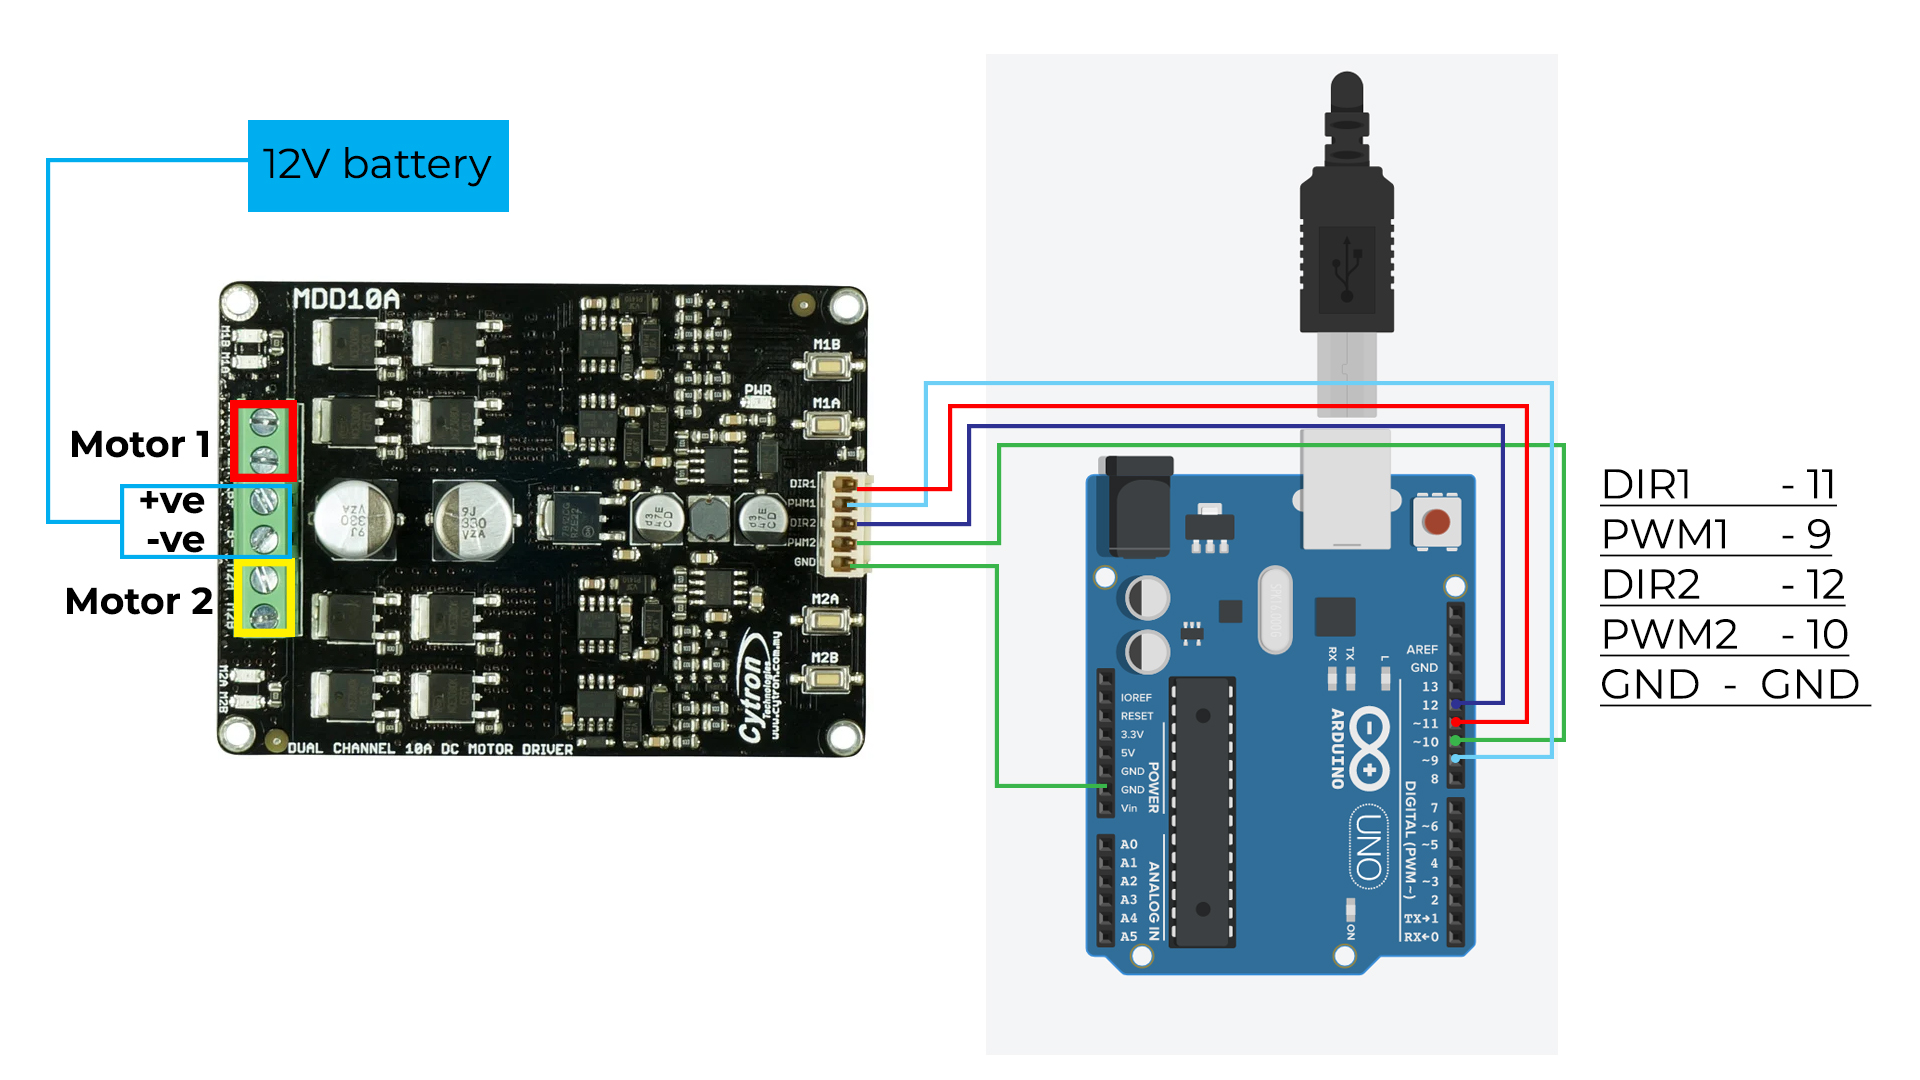 12V battery
MDD10A
M1B M1A
M1B
PWR
M1A
Motor 1
+ve
-ve
Motor 2
DIR1
PWM1
DIR2
PWM2
GND
M2A
M2B
M2A M2B
Cytron
Technologies
www.cytron.com.my
DUAL CHANNEL 10A DC MOTOR DRIVER
DIR1 - 11
PWM1 - 9
DIR2 - 12
PWM2 - 10
GND - GND
RX
TX
L
AREF
GND
13
12
~11
~10
~9
8
7
~6
~5
4
~3
2
TX→1
RX←0
IOREF
RESET
3.3V
5V
GND
GND
Vin
POWER
A0
A1
A2
A3
A4
A5
ANALOG IN
ARDUINO
UNO
DIGITAL (PWM~)
ON